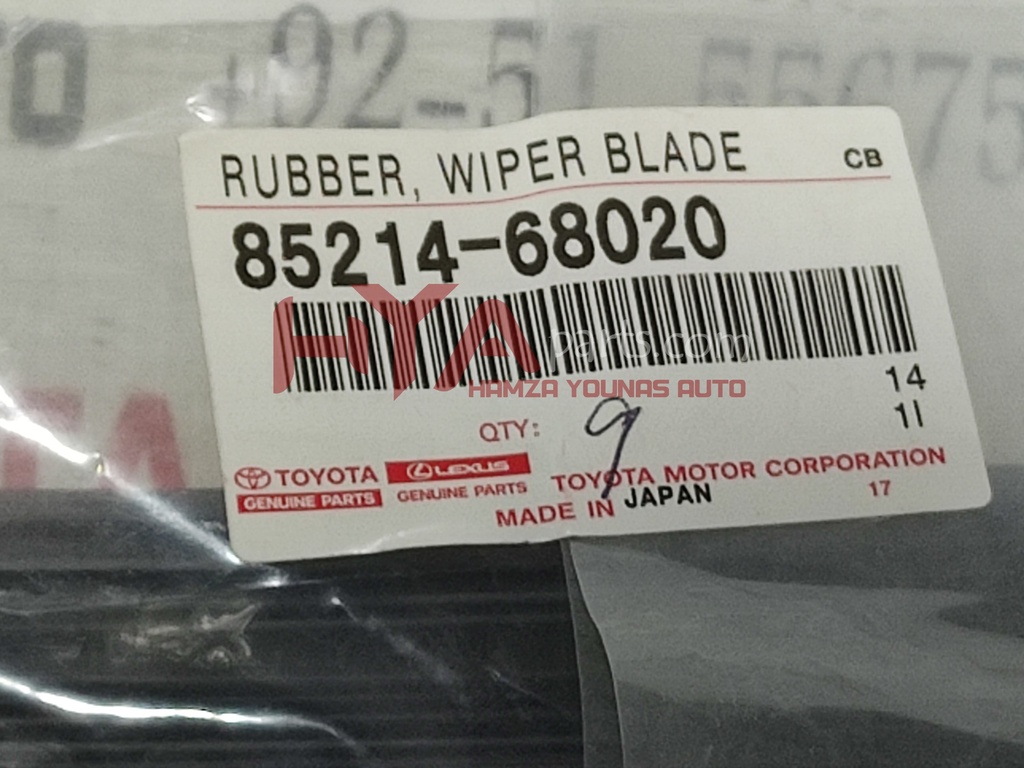 +92-51
RUBBER, WIPER BLADE CB
85214-68020
HYA parts.com
HAMZA YOUNAS AUTO
14
11
QTY: 9
TOYOTA LEXUS TOYOTA MOTOR CORPORATION
GENUINE PARTS GENUINE PARTS 17
MADE IN JAPAN